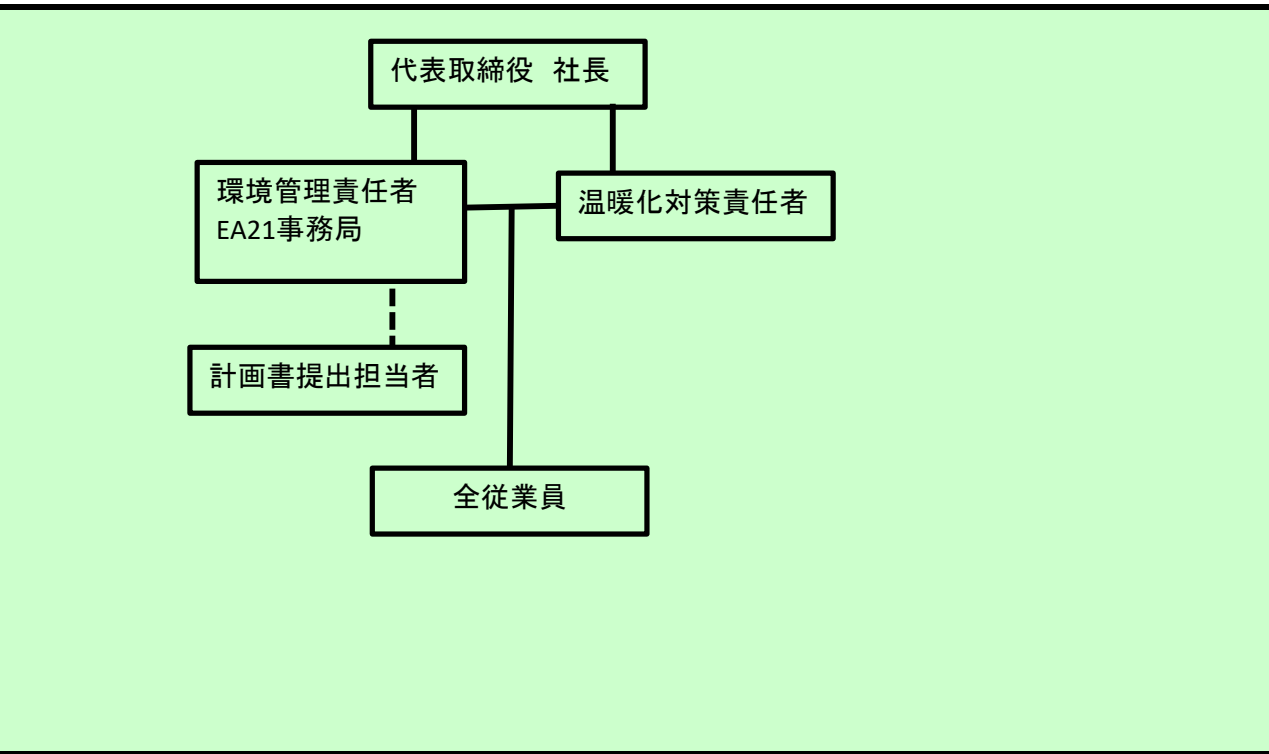 代表取締役 社長
環境管理責任者
EA21事務局
温暖化対策責任者
計画書提出担当者
全従業員